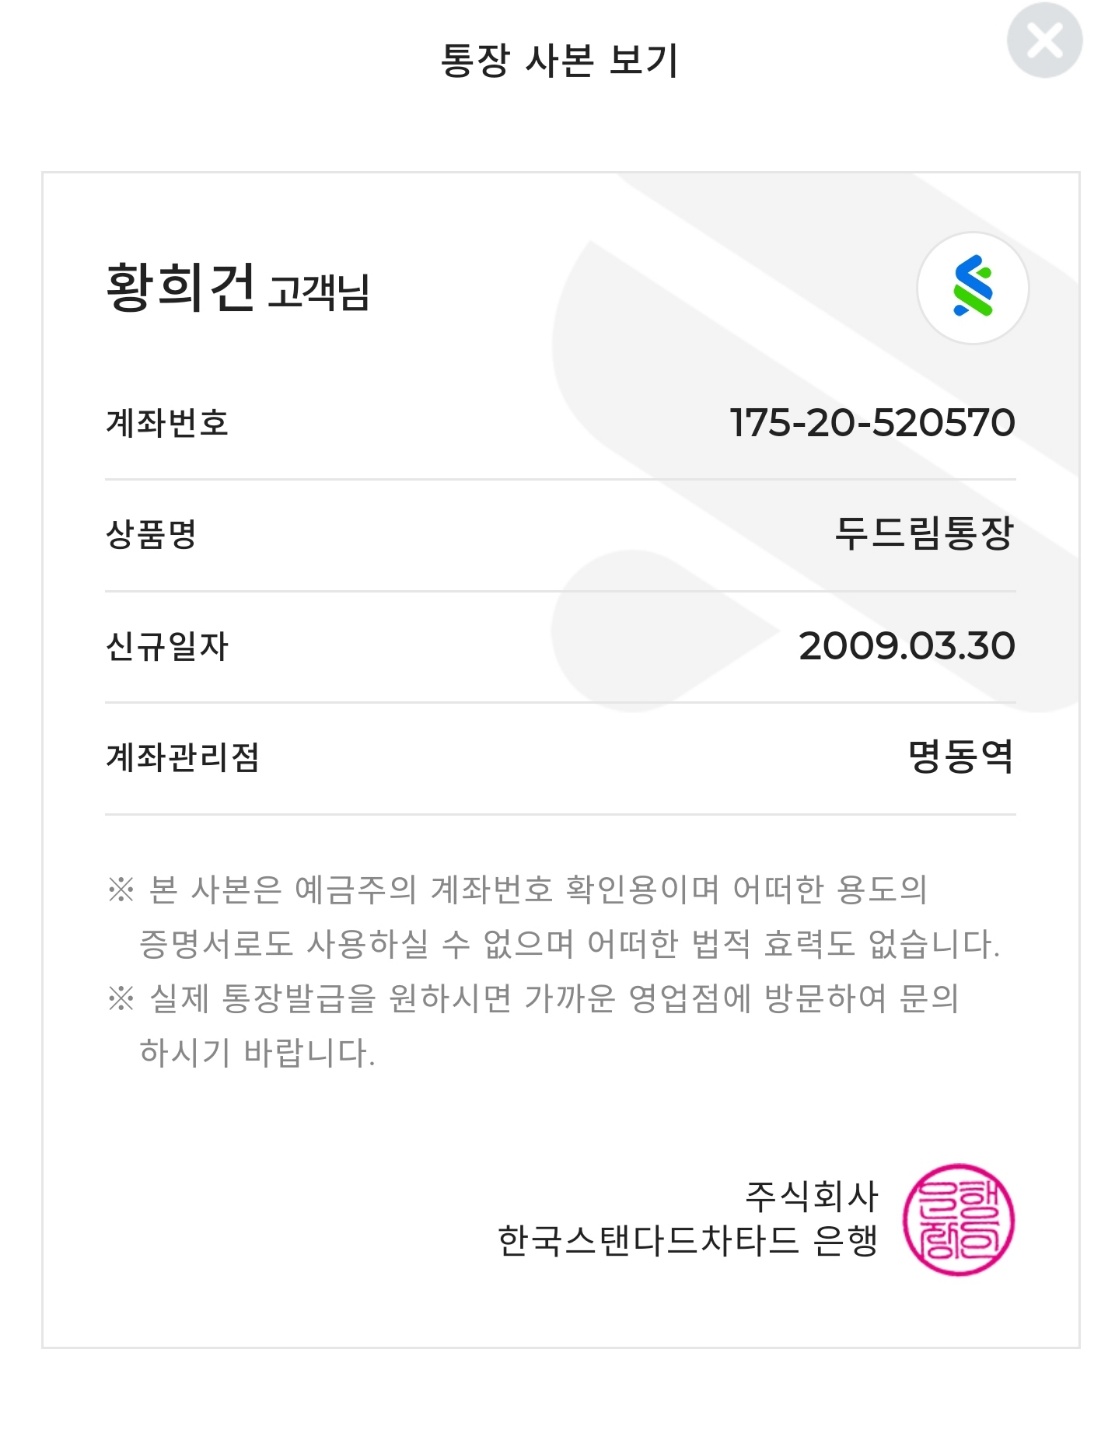 통장 사본 보기
황희건 고객님
계좌번호 175-20-520570
상품명 두드림통장
신규일자 2009.03.30
계좌관리점 명동역
※ 본 사본은 예금주의 계좌번호 확인용이며 어떠한 용도의
증명서로도 사용하실 수 없으며 어떠한 법적 효력도 없습니다.
※ 실제 통장발급을 원하시면 가까운 영업점에 방문하여 문의
하시기 바랍니다.
주식회사
한국스탠다드차타드 은행